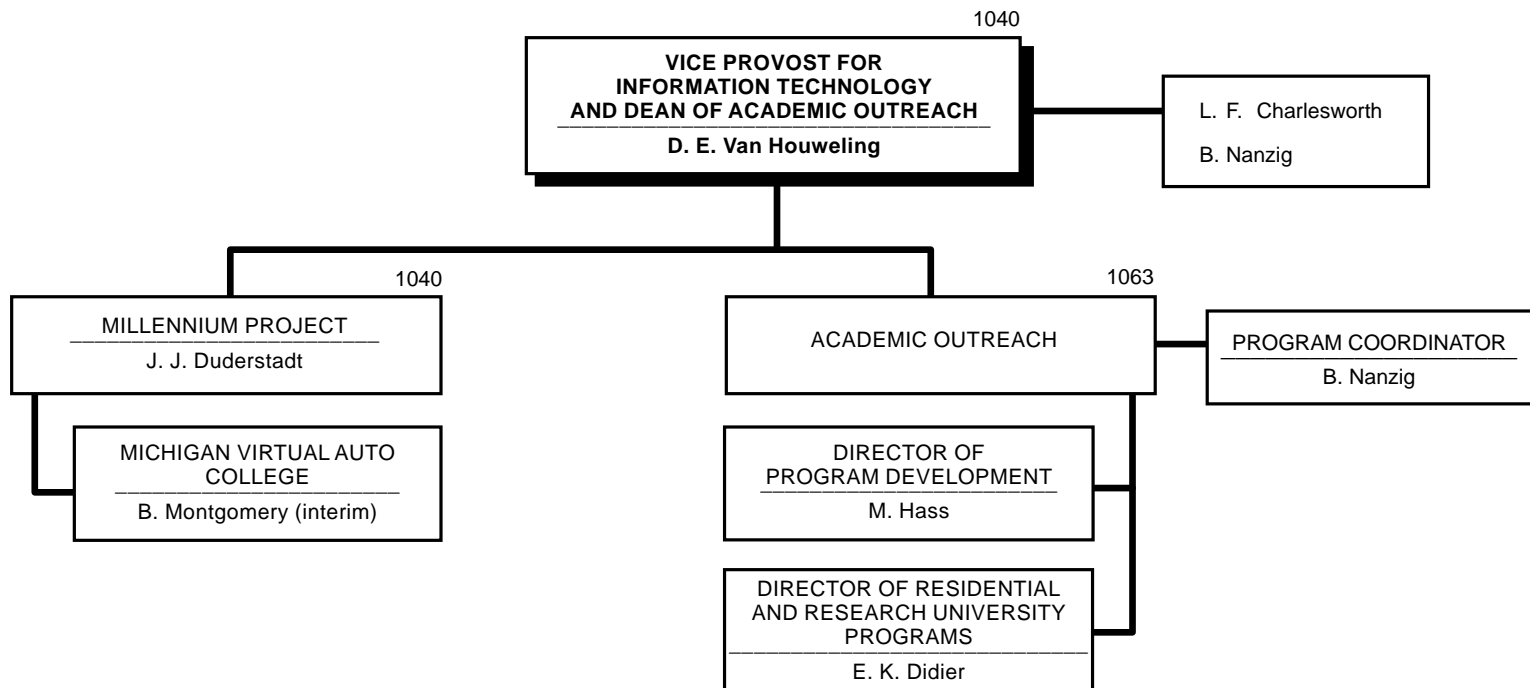 1040
VICE PROVOST FOR
INFORMATION TECHNOLOGY
AND DEAN OF ACADEMIC OUTREACH
D. E. Van Houweling
L. F. Charlesworth
B. Nanzig
1040
MILLENNIUM PROJECT
J. J. Duderstadt
MICHIGAN VIRTUAL AUTO
COLLEGE
B. Montgomery (interim)
1063
ACADEMIC OUTREACH
PROGRAM COORDINATOR
B. Nanzig
DIRECTOR OF
PROGRAM DEVELOPMENT
M. Hass
DIRECTOR OF RESIDENTIAL
AND RESEARCH UNIVERSITY
PROGRAMS
E. K. Didier